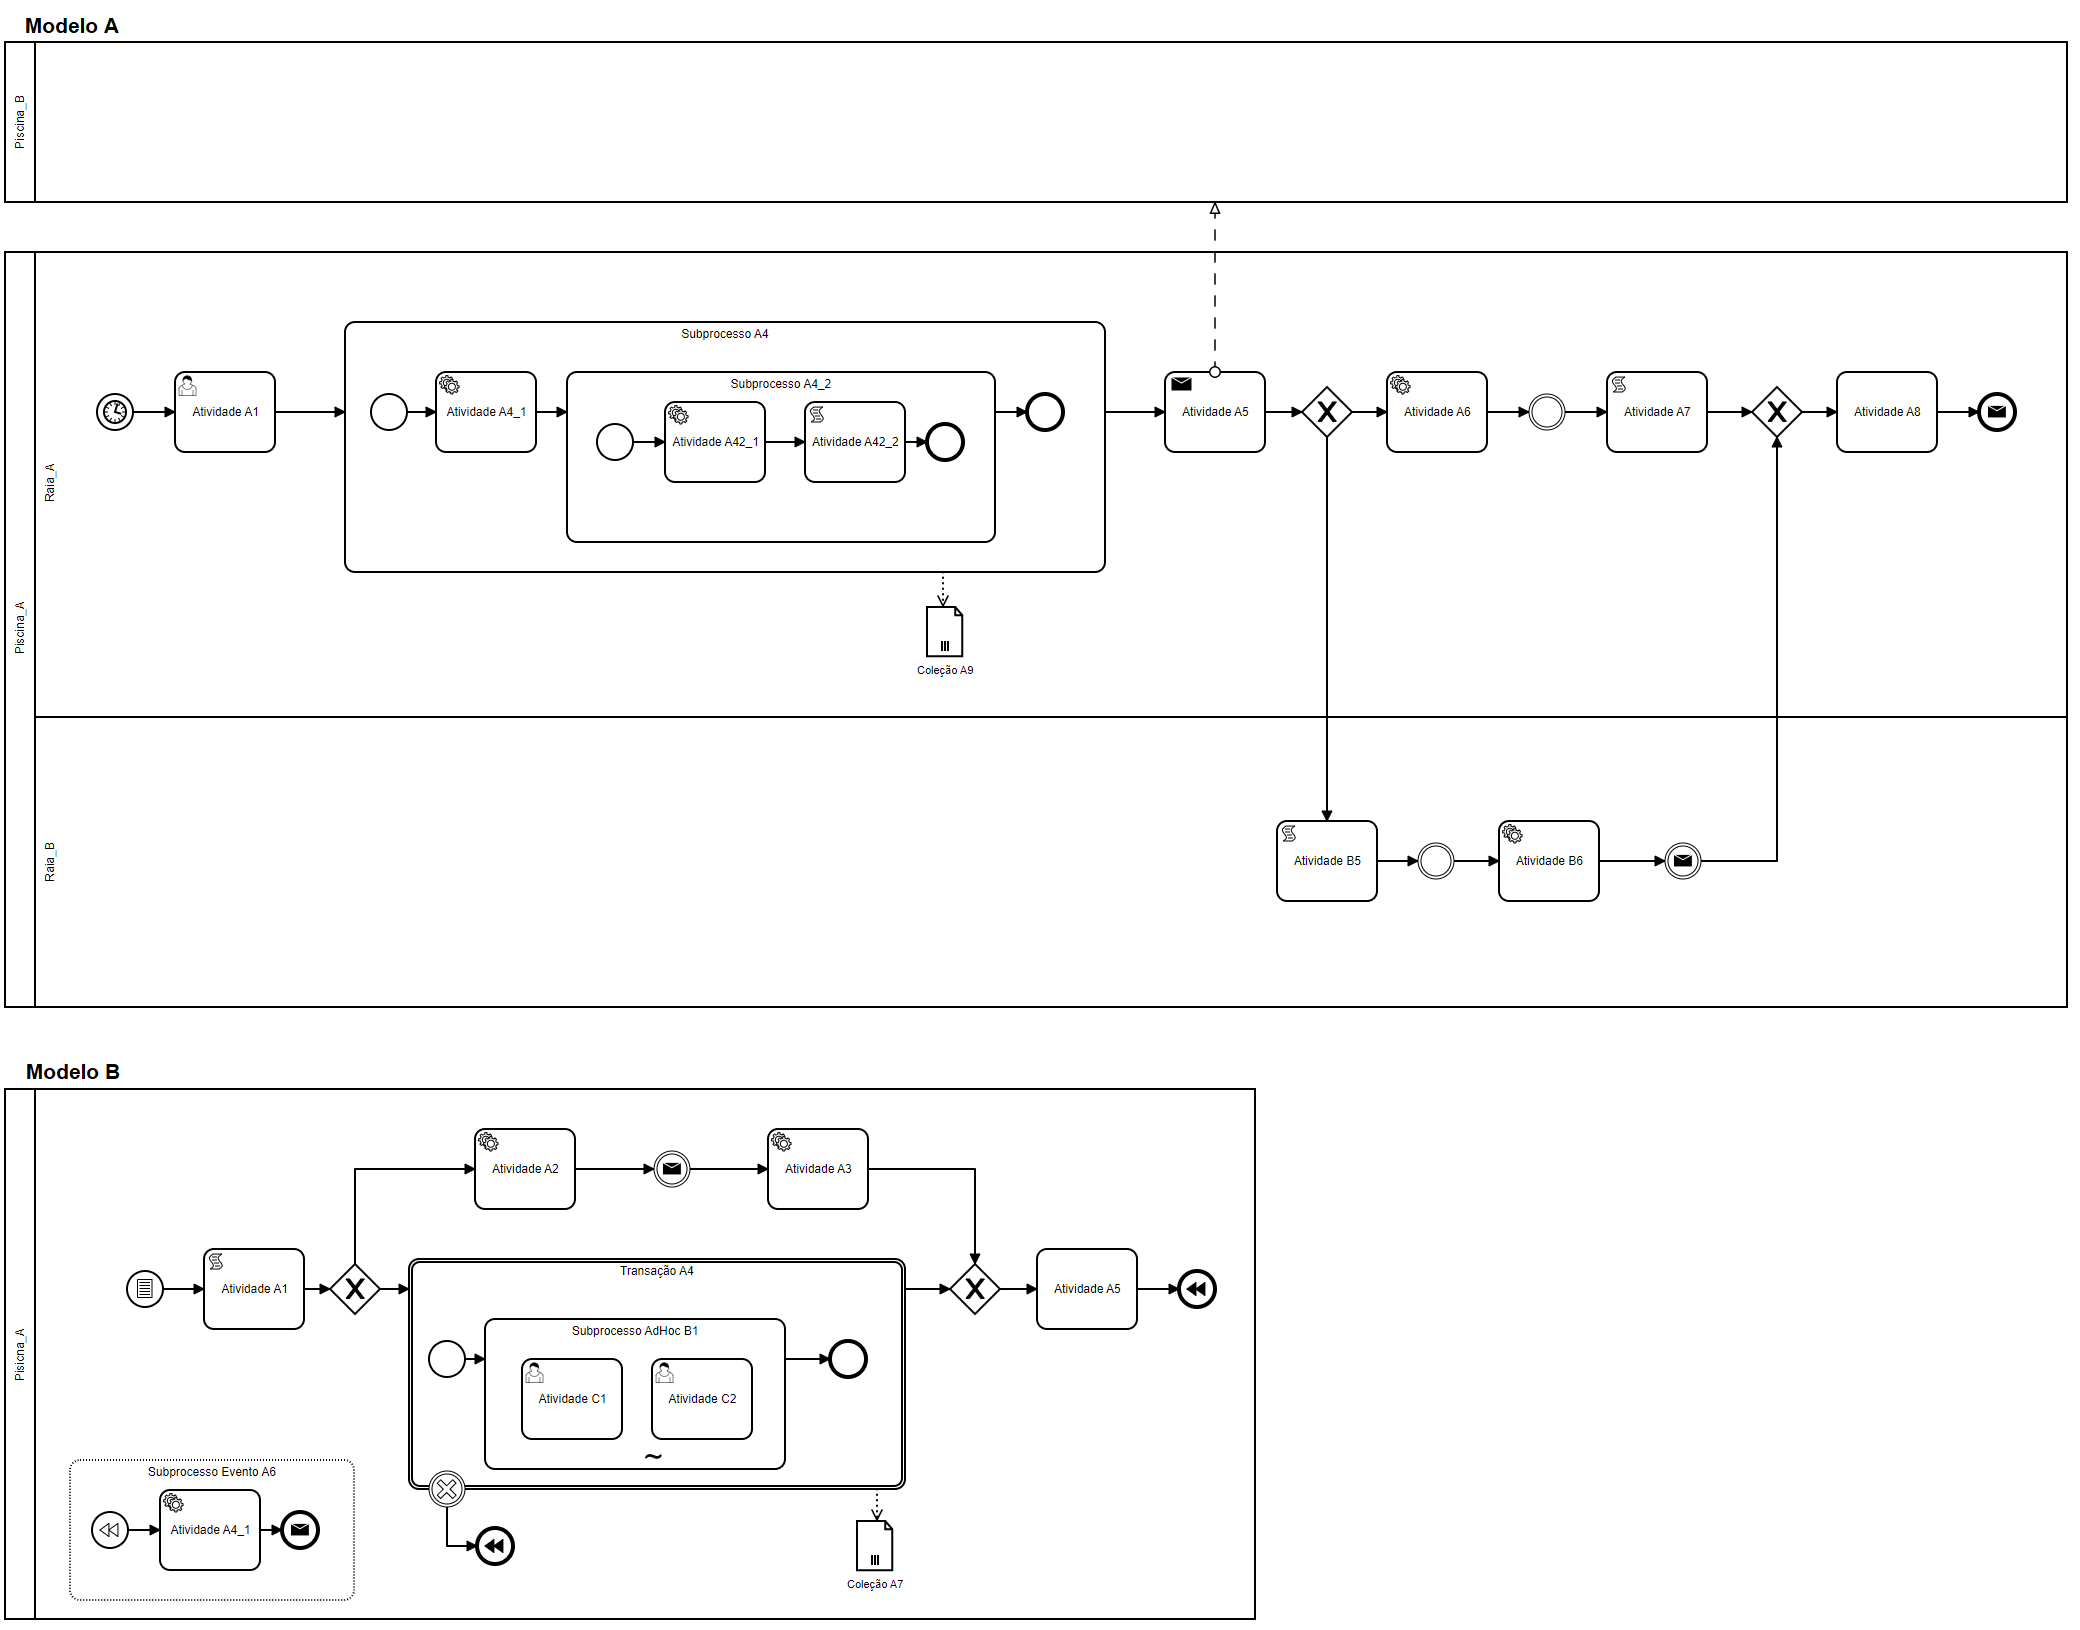 Modelo A
Piscina_B
Piscina_A
Raia_A
Subprocesso A4
Atividade A1
Atividade A4_1
Subprocesso A4_2
Atividade A42_1
Atividade A42_2
Atividade A5
Atividade A6
Atividade A7
Atividade A8
Coleção A9
Raia_B
Atividade B5
Atividade B6
Modelo B
Pisicna_A
Atividade A2
Atividade A3
Atividade A1
Transação A4
Subprocesso AdHoc B1
Atividade C1
Atividade C2
Atividade A5
Subprocesso Evento A6
Atividade A4_1
Coleção A7